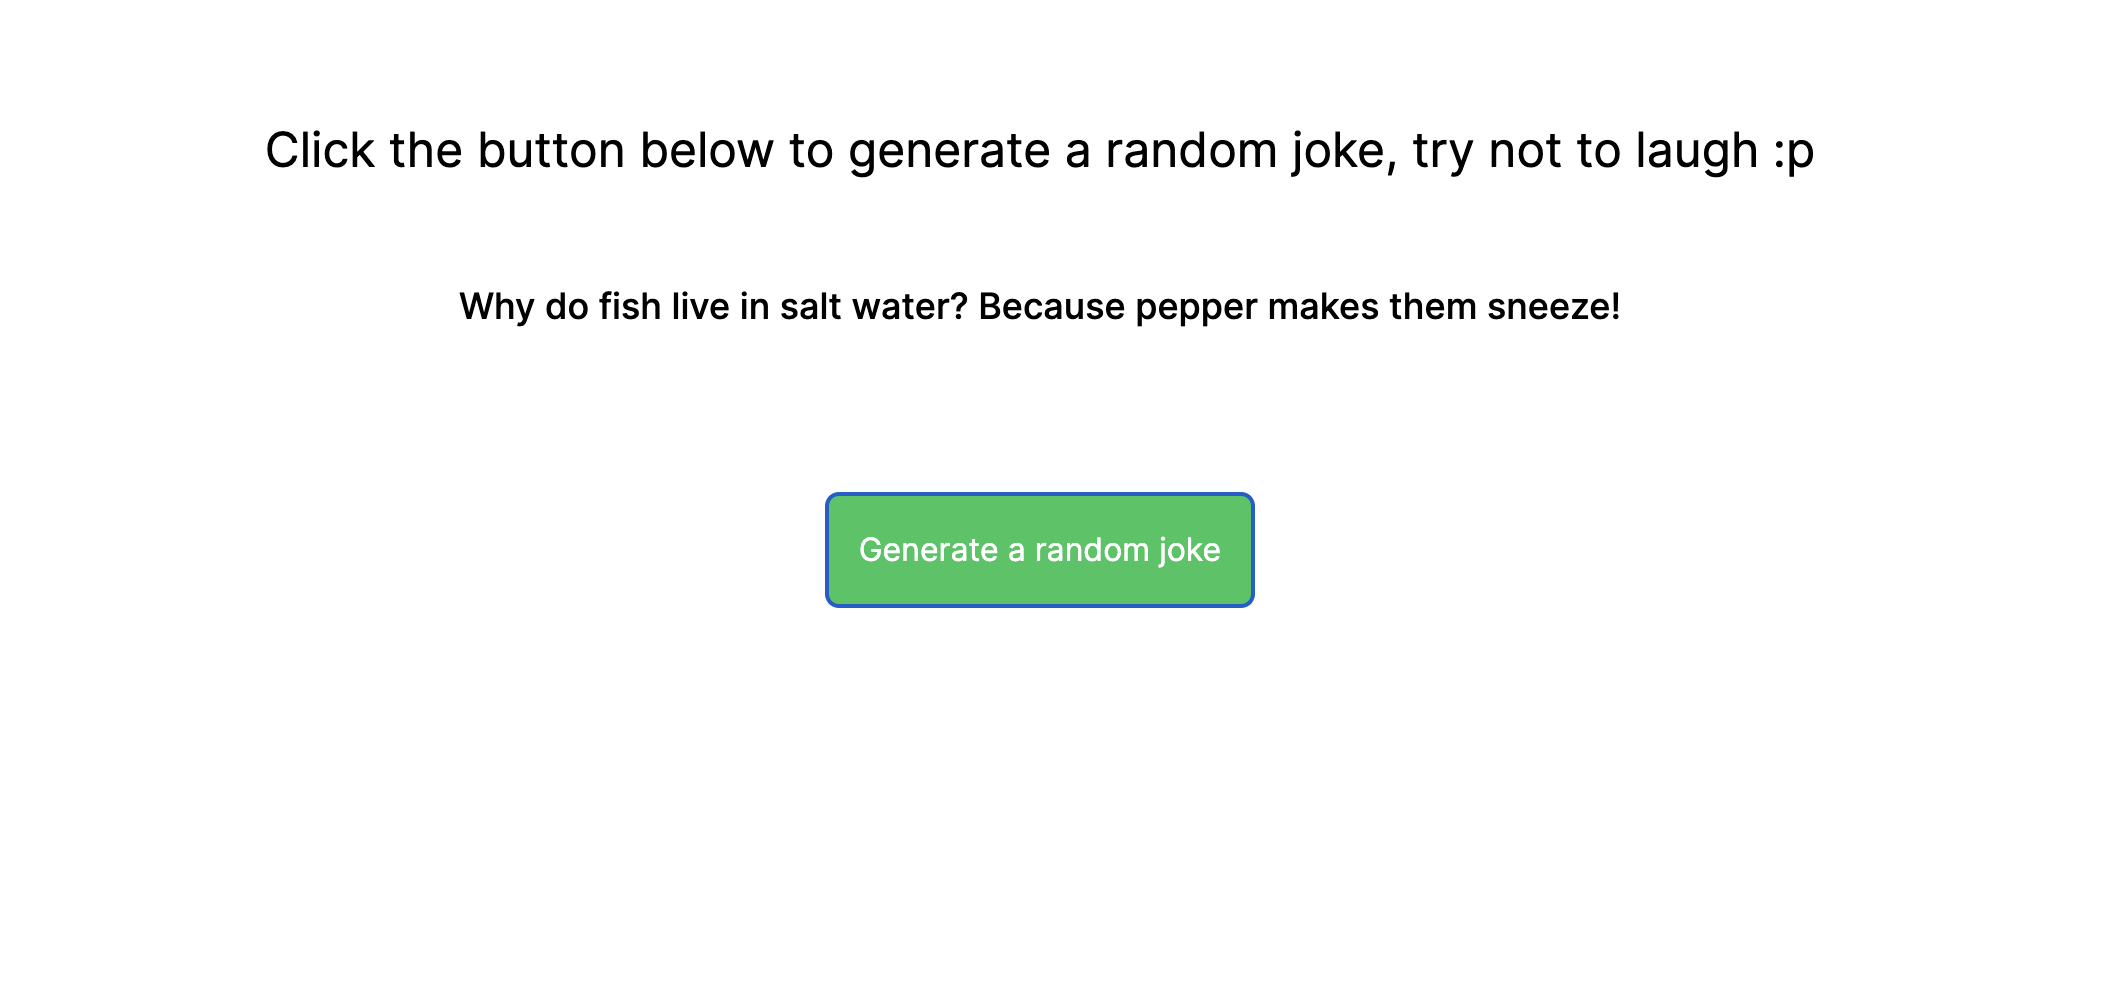 Click the button below to generate a random joke, try not to laugh :p
Why do fish live in salt water? Because pepper makes them sneeze!
Generate a random joke